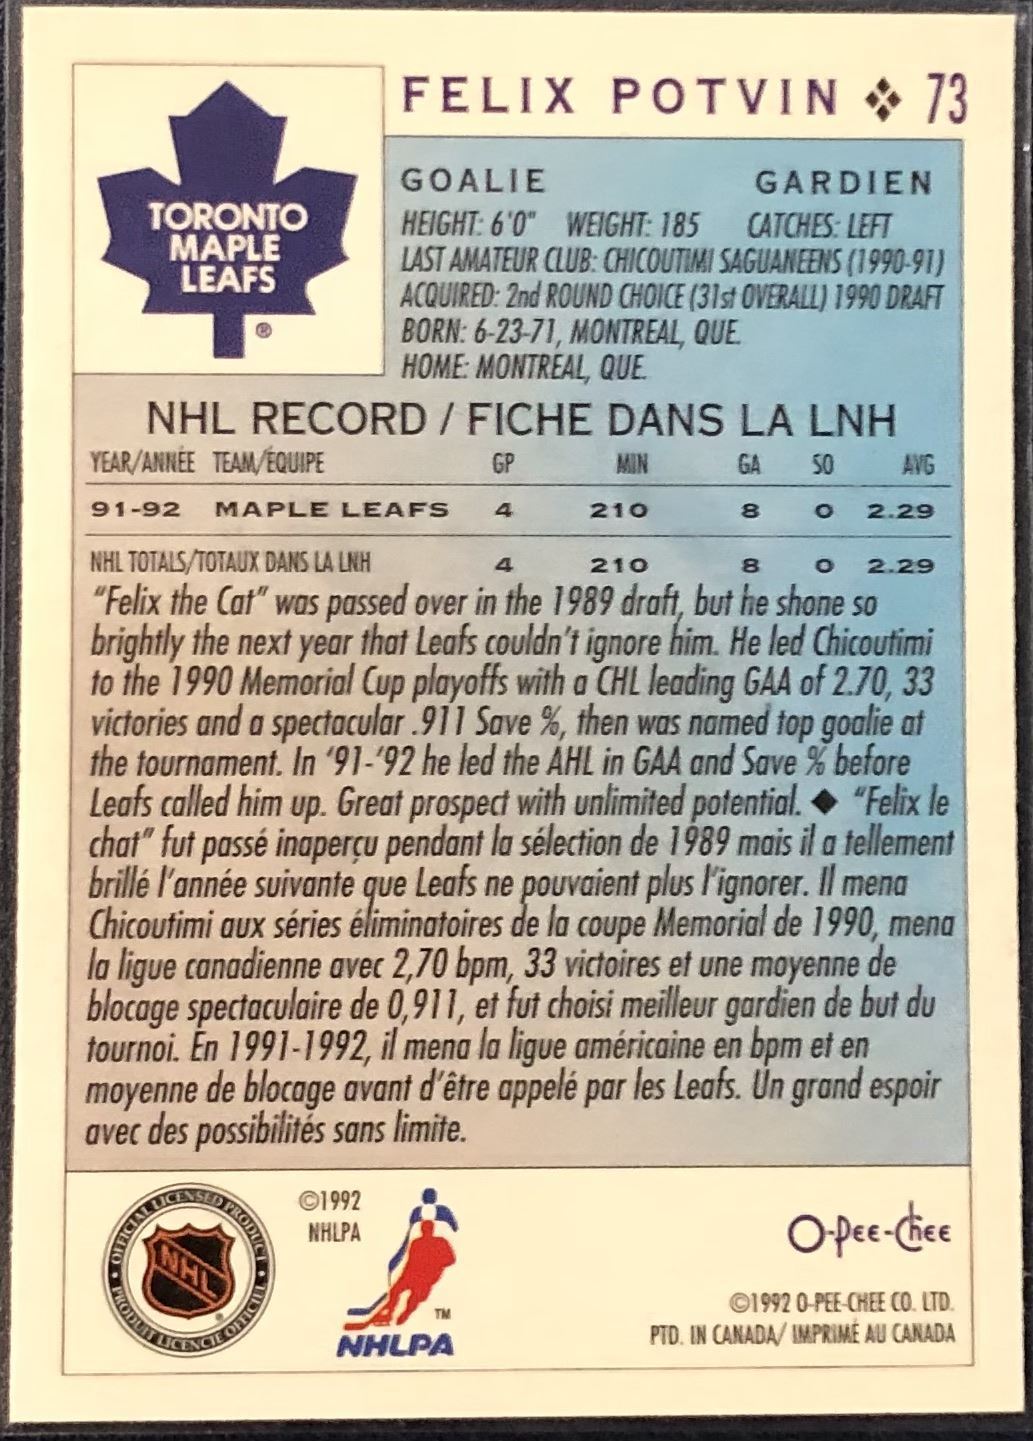 TORONTO
MAPLE
LEAFS
®
FELIX POTVIN 73
GOALIE GARDIEN
HEIGHT: 6'0" WEIGHT: 185 CATCHES: LEFT
LAST AMATEUR CLUB: CHICOUTIMI SAGUANEENS (1990-91)
ACQUIRED: 2nd ROUND CHOICE (31st OVERALL) 1990 DRAFT
BORN: 6-23-71, MONTREAL, QUE.
HOME: MONTREAL, QUE.
NHL RECORD / FICHE DANS LA LNH
YEAR/ANNÉE TEAM/ÉQUIPE GP MIN GA SO AVG
91-92 MAPLE LEAFS 4 210 8 0 2.29
NHL TOTALS/TOTAUX DANS LA LNH 4 210 8 0 2.29
"Felix the Cat" was passed over in the 1989 draft, but he shone so
brightly the next year that Leafs couldn't ignore him. He led Chicoutimi
to the 1990 Memorial Cup playoffs with a CHL leading GAA of 2.70, 33
victories and a spectacular .911 Save %, then was named top goalie at
the tournament. In '91-'92 he led the AHL in GAA and Save % before
Leafs called him up. Great prospect with unlimited potential. ◆ "Felix le
chat" fut passé inaperçu pendant la sélection de 1989 mais il a tellement
brillé l'année suivante que Leafs ne pouvaient plus l'ignorer. Il mena
Chicoutimi aux séries éliminatoires de la coupe Memorial de 1990, mena
la ligue canadienne avec 2,70 bpm, 33 victoires et une moyenne de
blocage spectaculaire de 0,911, et fut choisi meilleur gardien de but du
tournoi. En 1991-1992, il mena la ligue américaine en bpm et en
moyenne de blocage avant d'être appelé par les Leafs. Un grand espoir
avec des possibilités sans limite.
• OFFICIAL LICENSED PRODUCT •
NHL
®
PRODUIT LICENCIE OFFICIEL
©1992
NHLPA
TM
NHLPA
O-Pee-Chee
©1992 O-PEE-CHEE CO. LTD.
PTD. IN CANADA/ IMPRIMÉ AU CANADA